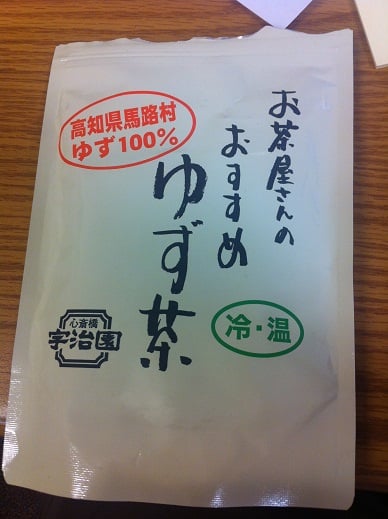 お茶屋さんの
おすすめ
ゆず茶
高知県馬路村
ゆず100%
冷・温
心斎橋
宇治園